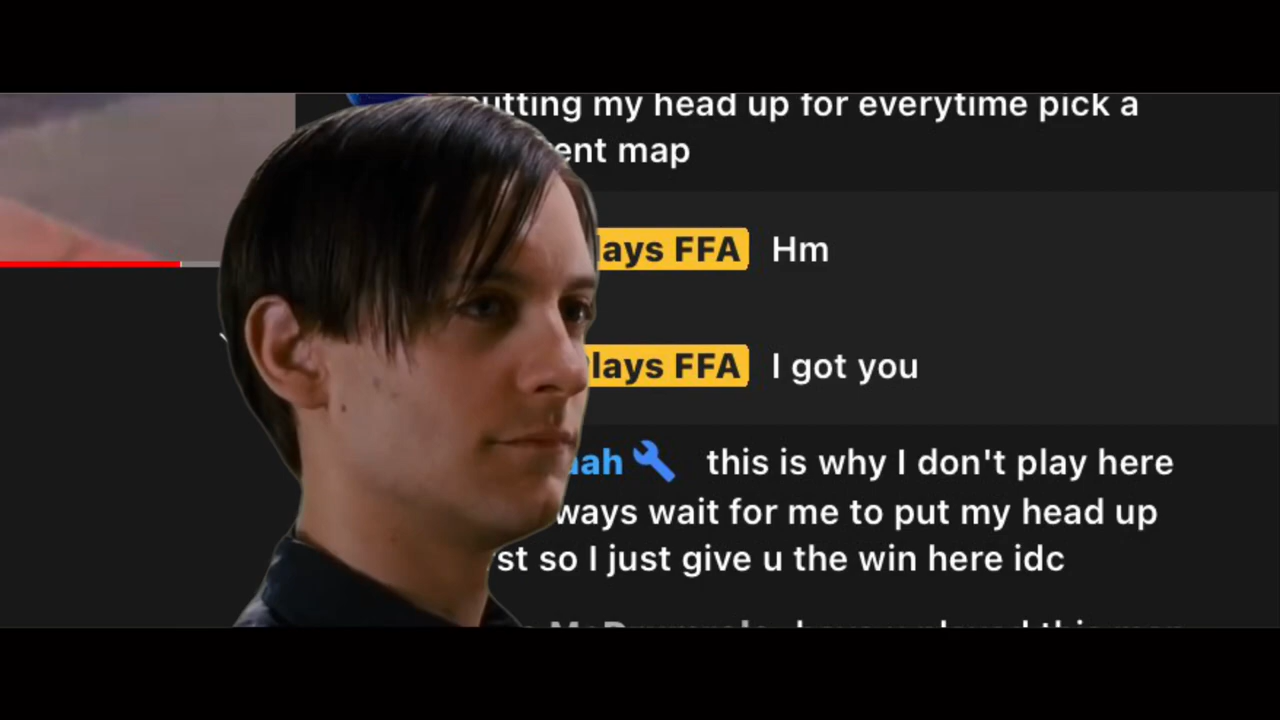 putting my head up for everytime pick a
ent map
lays FFA Hm
lays FFA I got you
nah this is why I don't play here
ways wait for me to put my head up
st so I just give u the win here idc